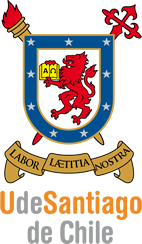 LABOR LÆTITIA NOSTRA
UdeSantiago
de Chile